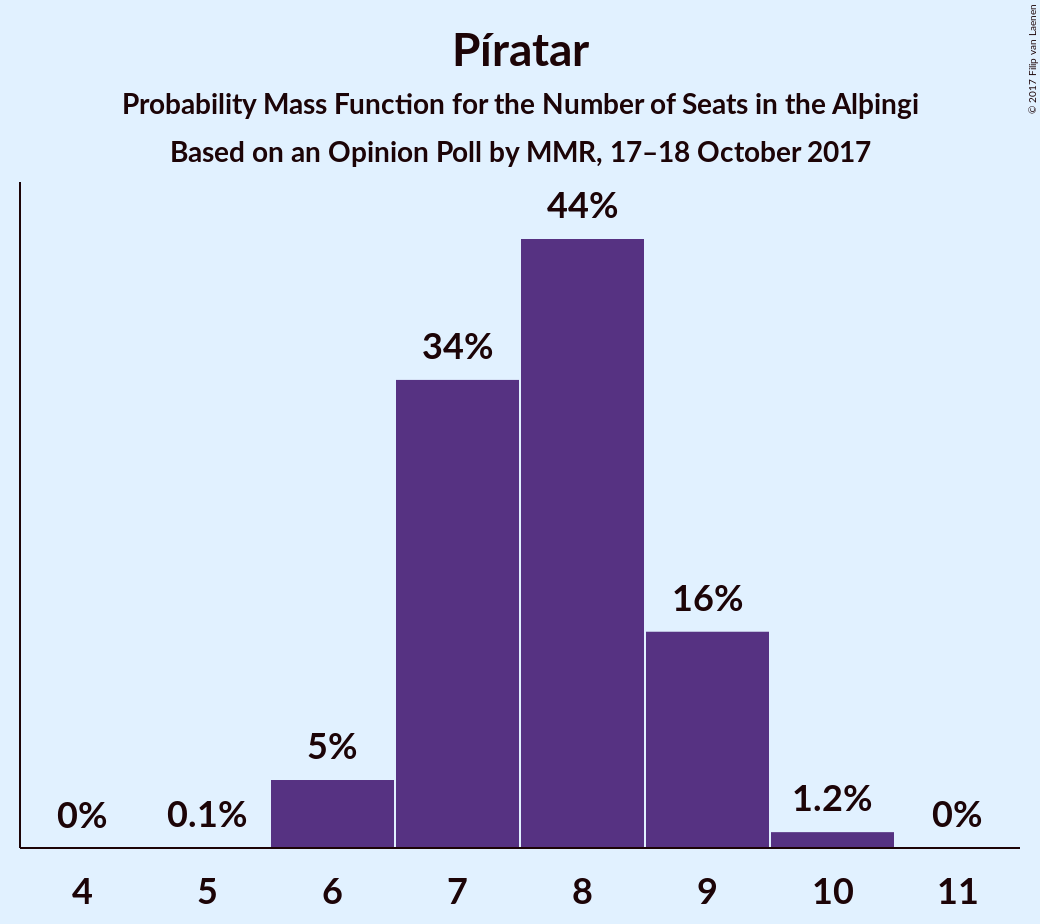 Píratar
Probability Mass Function for the Number of Seats in the Alþingi
Based on an Opinion Poll by MMR, 17–18 October 2017
© 2017 Filip van Laenen
44%
34%
16%
5%
1.2%
0% 0.1% 0%
4 5 6 7 8 9 10 11